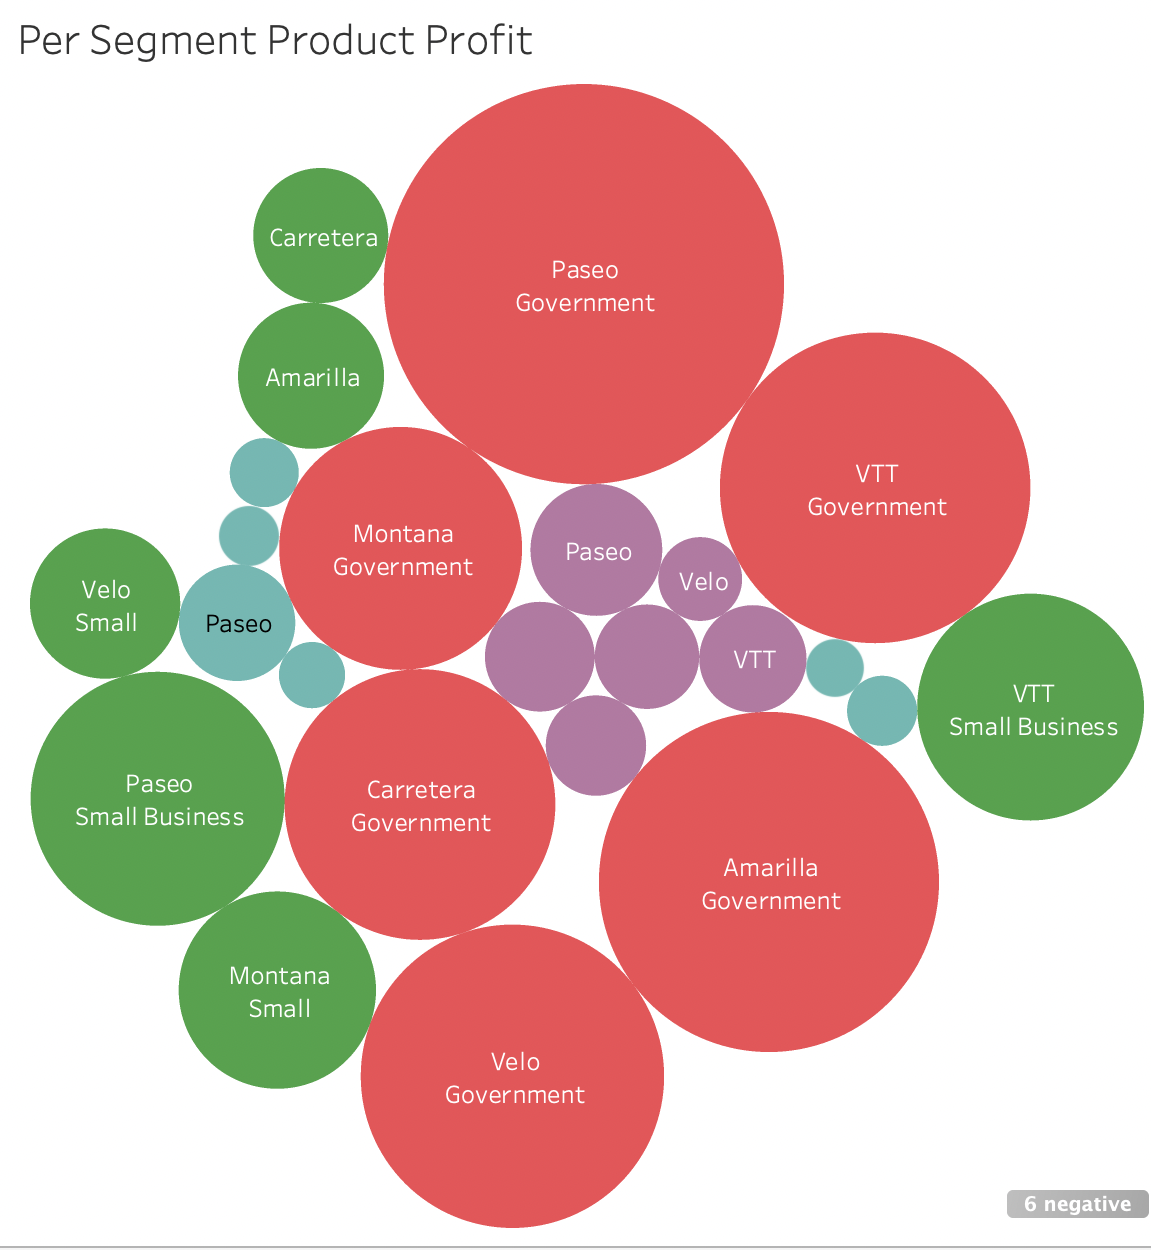 Per Segment Product Profit
Carretera
Paseo
Government
Amarilla
VTT
Government
Montana
Government
Paseo
Velo
Velo
Small
Paseo
VTT
VTT
Small Business
Paseo
Small Business
Carretera
Government
Amarilla
Government
Montana
Small
Velo
Government
6 negative